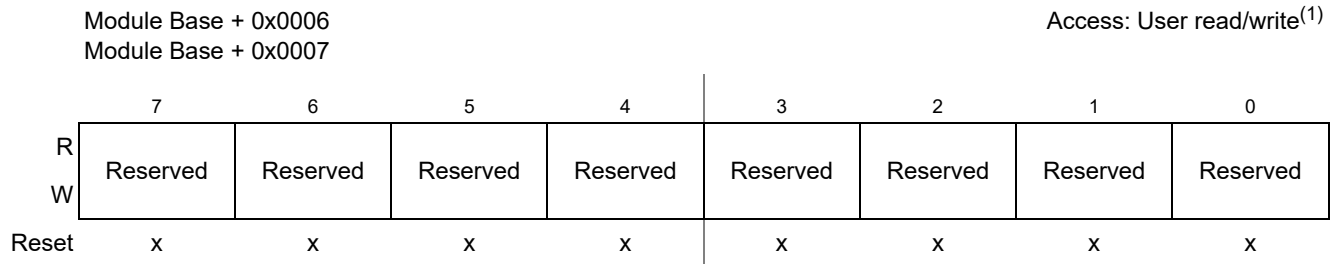 Module Base + 0x0006 Access: User read/write(1)
Module Base + 0x0007
7 6 5 4 3 2 1 0
R
Reserved Reserved Reserved Reserved Reserved Reserved Reserved Reserved
W
Reset x x x x x x x x